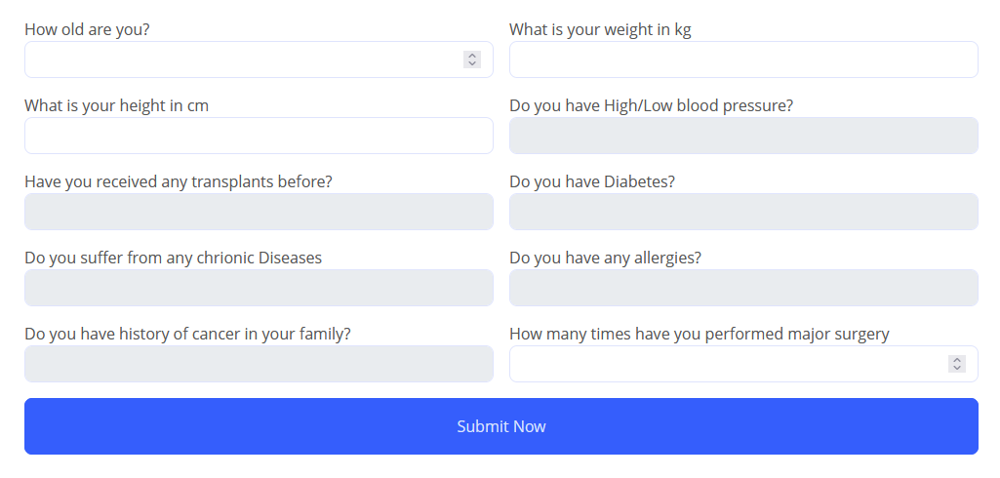 How old are you?
What is your weight in kg
What is your height in cm
Do you have High/Low blood pressure?
Have you received any transplants before?
Do you have Diabetes?
Do you suffer from any chrionic Diseases
Do you have any allergies?
Do you have history of cancer in your family?
How many times have you performed major surgery
Submit Now